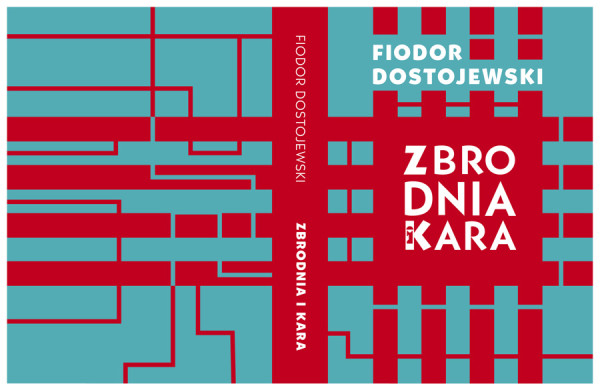 FIODOR
DOSTOJEWSKI
ZBRO
DNIA
I KARA
FIODOR DOSTOJEWSKI ZBRODNIA I KARA